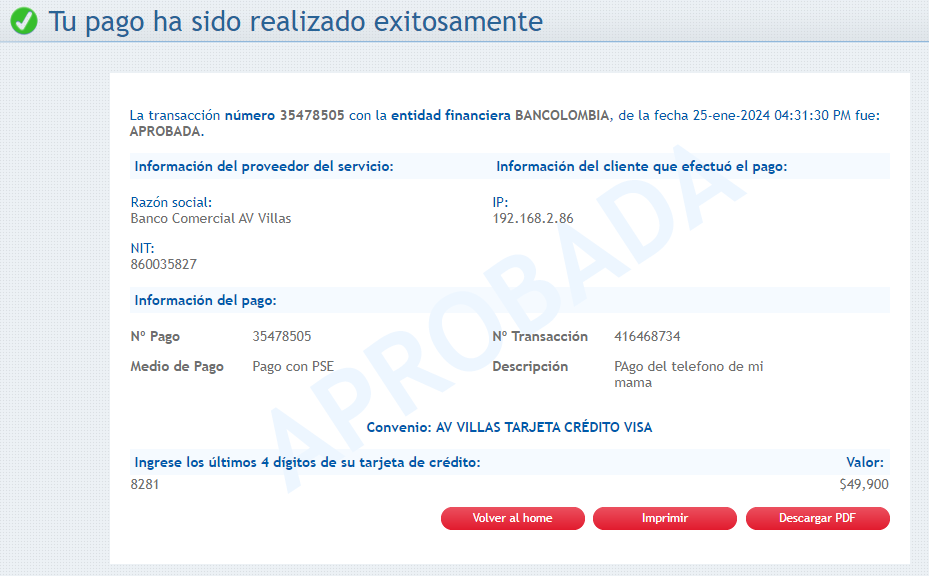 Tu pago ha sido realizado exitosamente
La transacción número 35478505 con la entidad financiera BANCOLOMBIA, de la fecha 25-ene-2024 04:31:30 PM fue:
APROBADA.
Información del proveedor del servicio:
Información del cliente que efectuó el pago:
Razón social:
Banco Comercial AV Villas
IP:
192.168.2.86
NIT:
860035827
Información del pago:
Nº Pago 35478505
Nº Transacción 416468734
Medio de Pago Pago con PSE
Descripción PAgo del telefono de mi
mama
APROBADA
Convenio: AV VILLAS TARJETA CRÉDITO VISA
Ingrese los últimos 4 dígitos de su tarjeta de crédito: Valor:
8281 $49,900
Volver al home Imprimir Descargar PDF